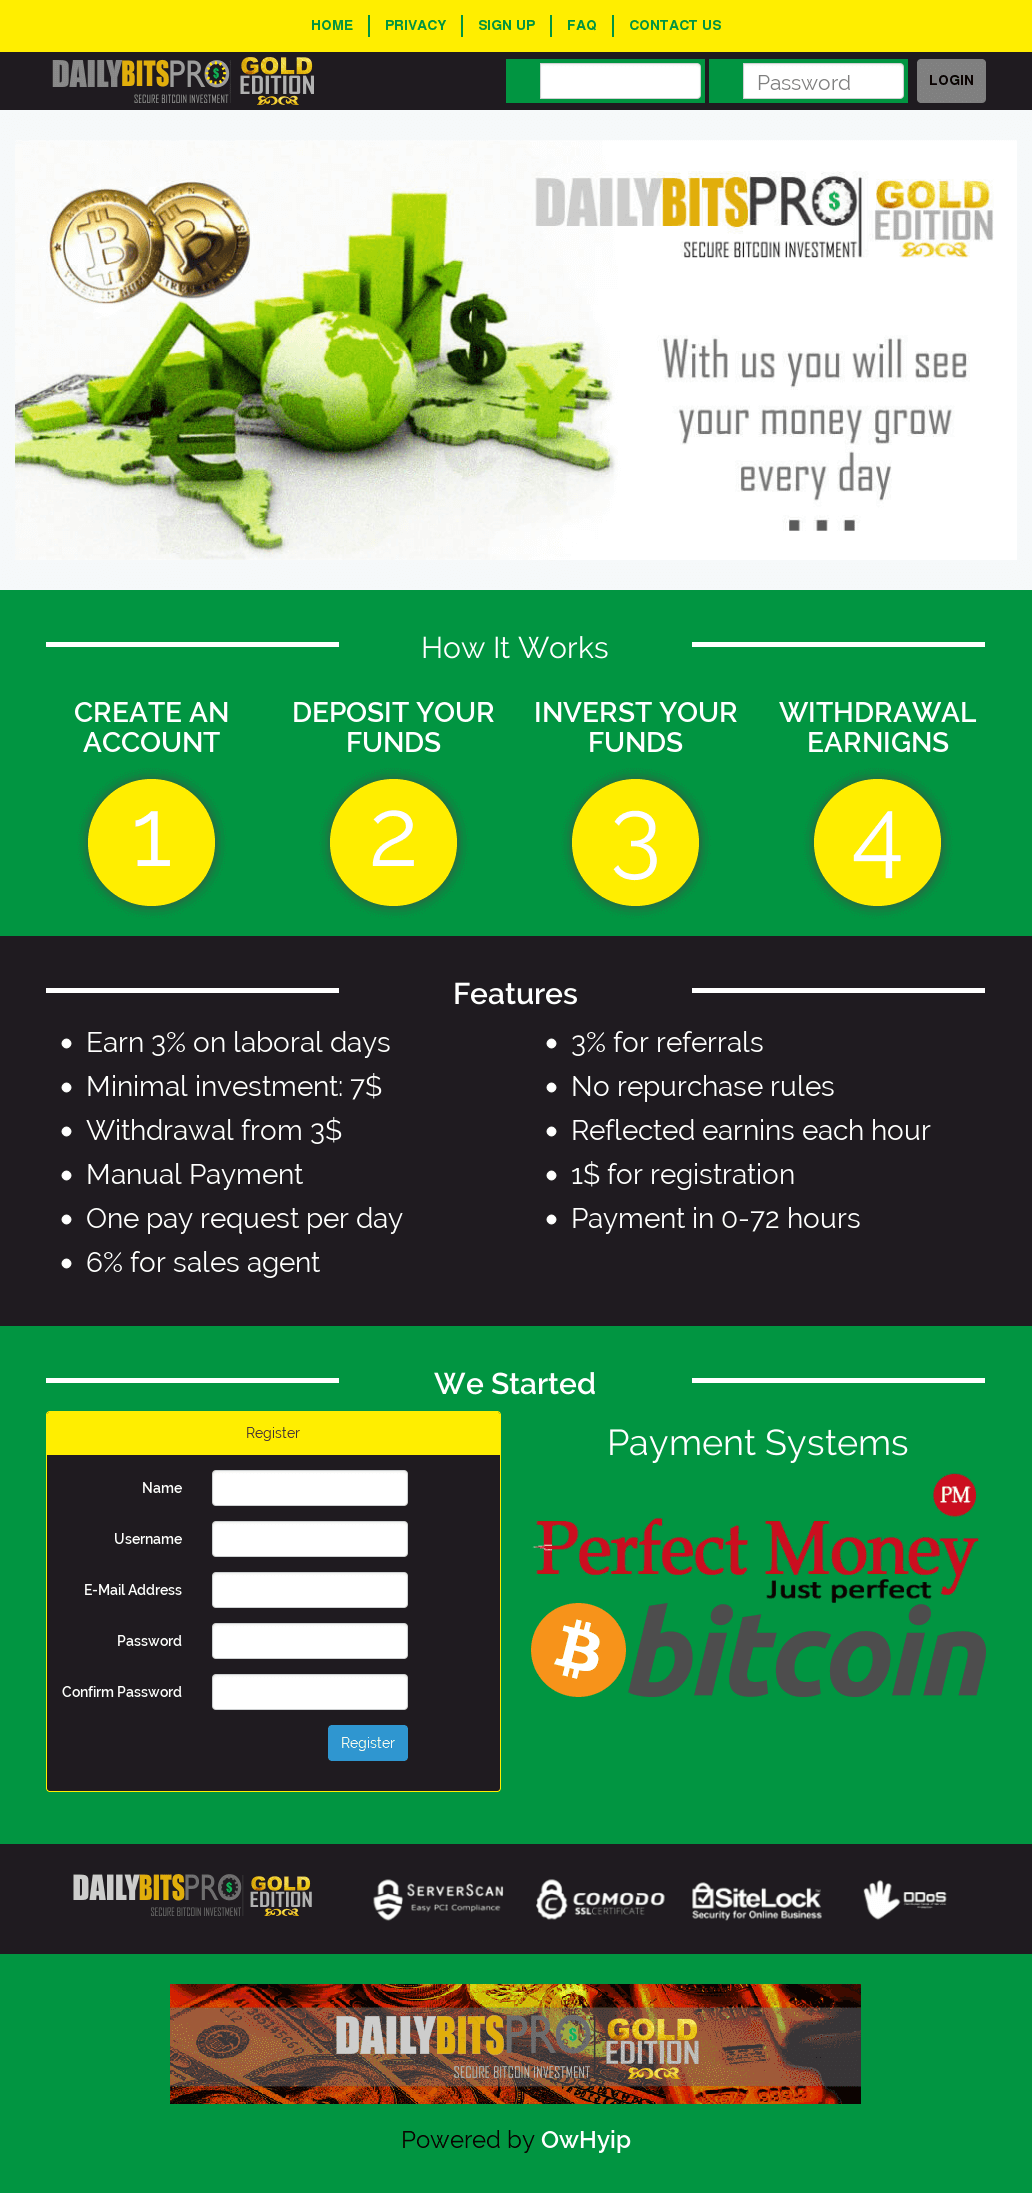 HOME
PRIVACY
SIGN UP
FAQ
CONTACT US
DAILYBITSPRO GOLD
EDITION
SECURE BITCOIN INVESTMENT
Password
LOGIN
DAILYBITSPRO GOLD
EDITION
SECURE BITCOIN INVESTMENT
With us you will see
your money grow
every day
...
How It Works
CREATE AN
ACCOUNT
DEPOSIT YOUR
FUNDS
INVERST YOUR
FUNDS
WITHDRAWAL
EARNIGNS
1
2
3
4
Features
Earn 3% on laboral days
Minimal investment: 7$
Withdrawal from 3$
Manual Payment
One pay request per day
6% for sales agent
3% for referrals
No repurchase rules
Reflected earnins each hour
1$ for registration
Payment in 0-72 hours
We Started
Register
Name
Username
E-Mail Address
Password
Confirm Password
Register
Payment Systems
PM
Perfect Money
Just perfect
bitcoin
DAILYBITSPRO GOLD
EDITION
SECURE BITCOIN INVESTMENT
SERVERSCAN
Easy PCI Compliance
COMODO
SSLCERTIFICATE
SiteLock
Security for Online Business
DDoS
DAILYBITSPRO GOLD
EDITION
SECURE BITCOIN INVESTMENT
Powered by OwHyip